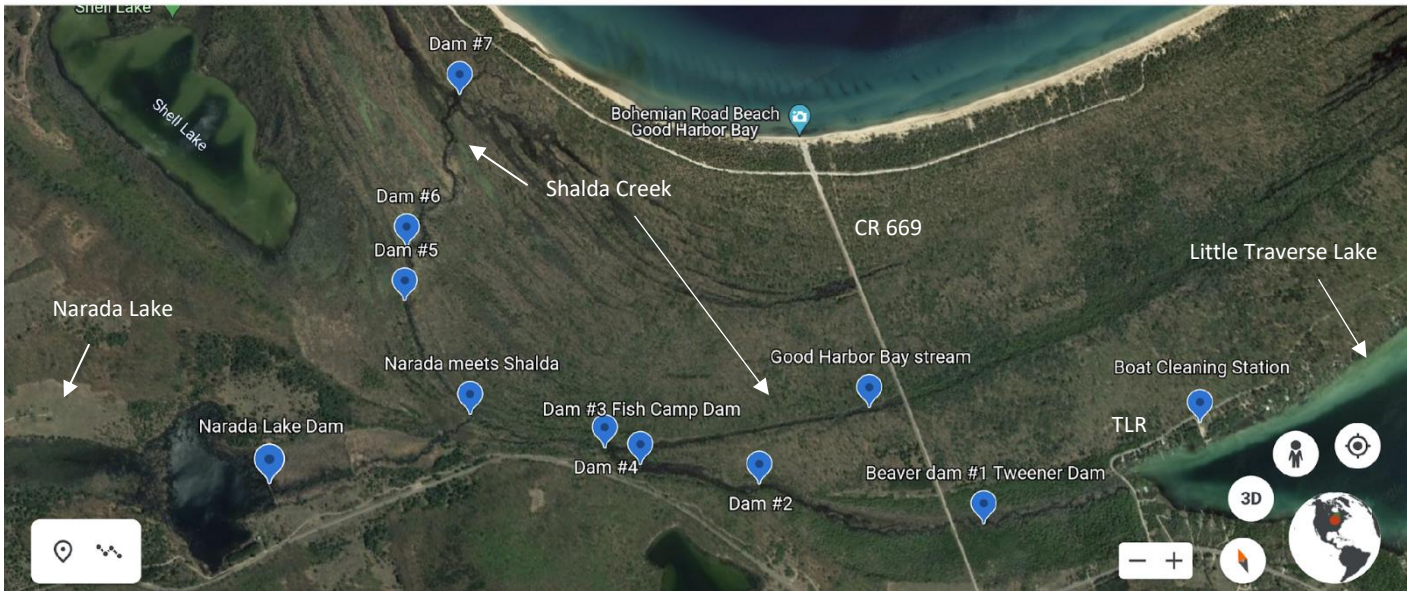 Shell Lake
Dam #7
Shell Lake
Bohemian Road Beach
Good Harbor Bay
Shalda Creek
Dam #6
CR 669
Dam #5
Little Traverse Lake
Narada Lake
Narada meets Shalda
Good Harbor Bay stream
Boat Cleaning Station
Dam #3 Fish Camp Dam
Narada Lake Dam
TLR
Dam #4
Beaver dam #1 Tweener Dam
Dam #2
3D